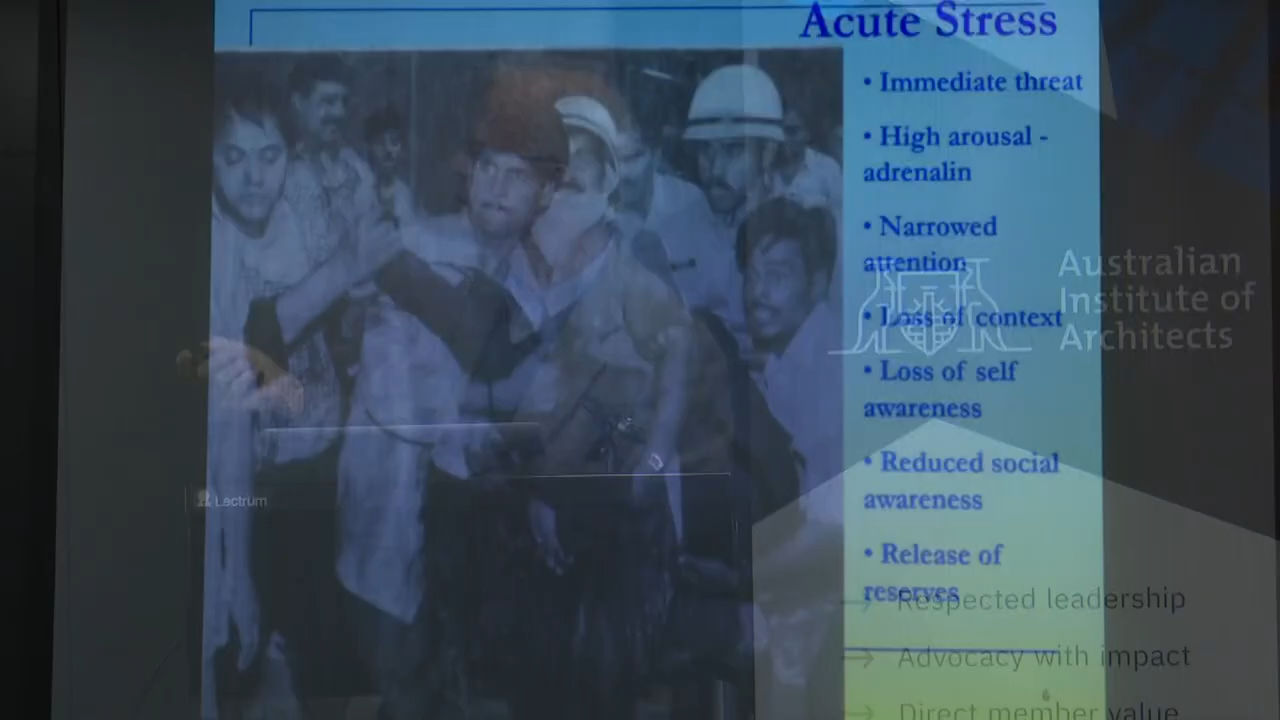 Acute Stress
• Immediate threat
• High arousal -
adrenalin
• Narrowed
attention
• Loss of context
• Loss of self
awareness
• Reduced social
awareness
• Release of
reserves
6
Australian
Institute of
Architects
→ Respected leadership
→ Advocacy with impact
→ Direct member value
Lectrum